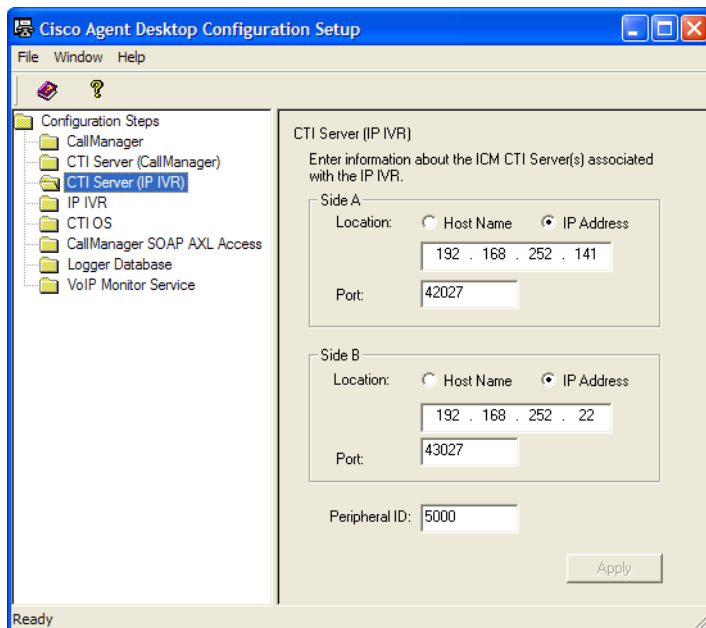 Cisco Agent Desktop Configuration Setup
File Window Help
Configuration Steps
CallManager
CTI Server (CallManager)
CTI Server (IP IVR)
IP IVR
CTI OS
CallManager SOAP AXL Access
Logger Database
VoIP Monitor Service
CTI Server (IP IVR)
Enter information about the ICM CTI Server(s) associated
with the IP IVR.
Side A
Location: Host Name IP Address
192 . 168 . 252 . 141
Port: 42027
Side B
Location: Host Name IP Address
192 . 168 . 252 . 22
Port: 43027
Peripheral ID: 5000
Apply
Ready